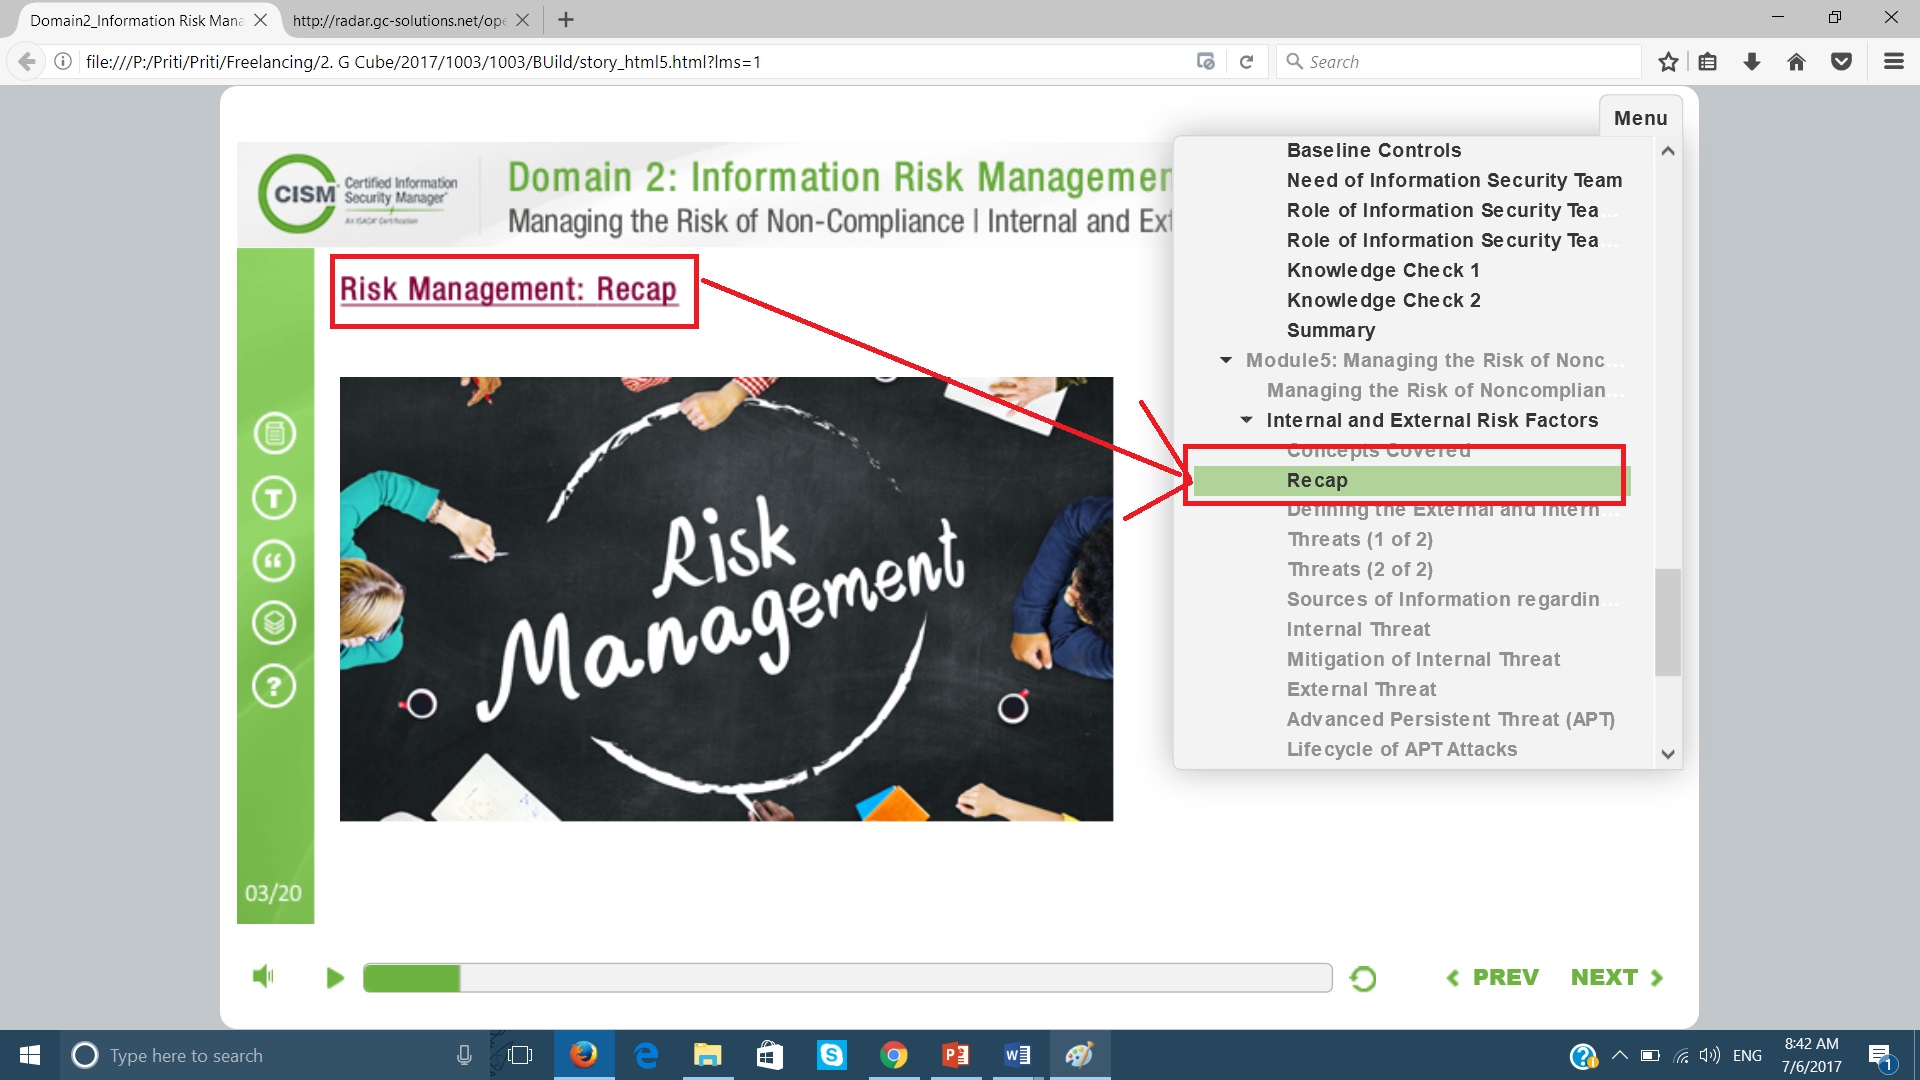 Domain2_Information Risk Mana
http://radar.gc-solutions.net/ope
file:///P:/Priti/Priti/Freelancing/2. G Cube/2017/1003/1003/BUild/story_html5.html?lms=1
Search
Menu
CISM
Certified Information
Security Manager
An ISACA Certification
Domain 2: Information Risk Managemen
Managing the Risk of Non-Compliance | Internal and Ext
Risk Management: Recap
Baseline Controls
Need of Information Security Team
Role of Information Security Tea...
Role of Information Security Tea...
Knowledge Check 1
Knowledge Check 2
Summary
Module5: Managing the Risk of Nonc...
Managing the Risk of Noncomplian...
Internal and External Risk Factors
Concepts Covered
Recap
Defining the External and Intern...
Threats (1 of 2)
Threats (2 of 2)
Sources of Information regardin...
Internal Threat
Mitigation of Internal Threat
External Threat
Advanced Persistent Threat (APT)
Lifecycle of APT Attacks
Risk
Management
T
“
?
03/20
PREV
NEXT
Type here to search
ENG
8:42 AM
7/6/2017
1